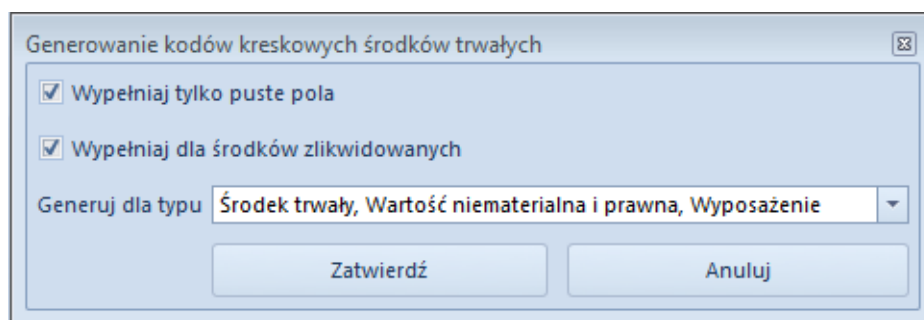 Generowanie kodów kreskowych środków trwałych
Wypełniaj tylko puste pola
Wypełniaj dla środków zlikwidowanych
Generuj dla typu Środek trwały, Wartość niematerialna i prawna, Wyposażenie
Zatwierdź Anuluj